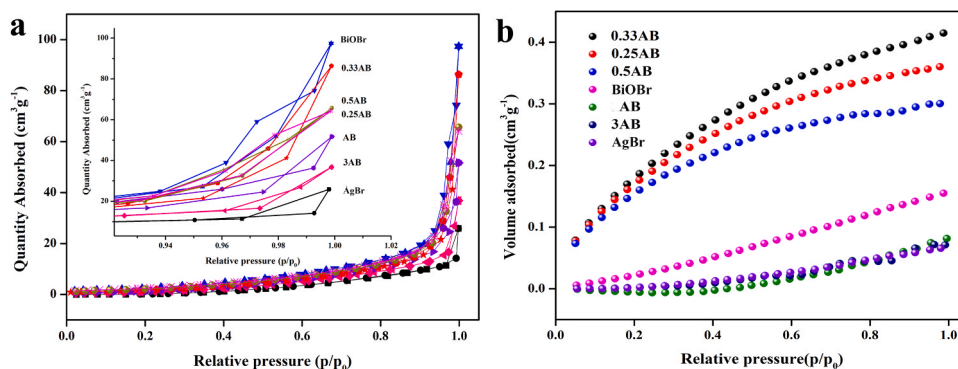 a
Quantity Absorbed (cm³g⁻¹)
100
80
60
40
20
0
0.0 0.2 0.4 0.6 0.8 1.0
Relative pressure (p/p₀)
Quantity Absorbed (cm³g⁻¹)
100
80
60
40
20
0.94 0.96 0.98 1.00 1.02
Relative pressure (p/p₀)
BiOBr
0.33AB
0.5AB
0.25AB
AB
3AB
AgBr
b
Volume adsorbed(cm³g⁻¹)
0.4
0.3
0.2
0.1
0.0
0.0 0.2 0.4 0.6 0.8 1.0
Relative pressure(p/p₀)
0.33AB
0.25AB
0.5AB
BiOBr
AB
3AB
AgBr